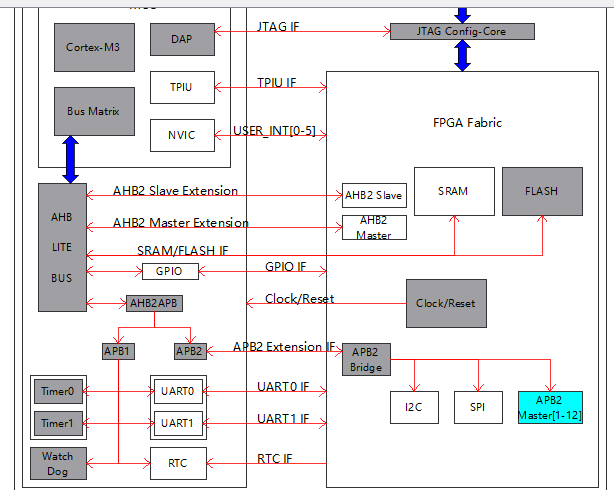 Cortex-M3
DAP
JTAG IF
JTAG Config-Core
TPIU
TPIU IF
Bus Matrix
FPGA Fabric
NVIC
USER_INT[0-5]
AHB
LITE
BUS
AHB2 Slave Extension
AHB2 Slave
SRAM
FLASH
AHB2 Master Extension
AHB2
Master
SRAM/FLASH IF
GPIO
GPIO IF
AHB2APB
Clock/Reset
Clock/Reset
APB1
APB2
APB2 Extension IF
APB2
Bridge
Timer0
UART0
UART0 IF
I2C
SPI
APB2
Master[1-12]
Timer1
UART1
UART1 IF
Watch
Dog
RTC
RTC IF